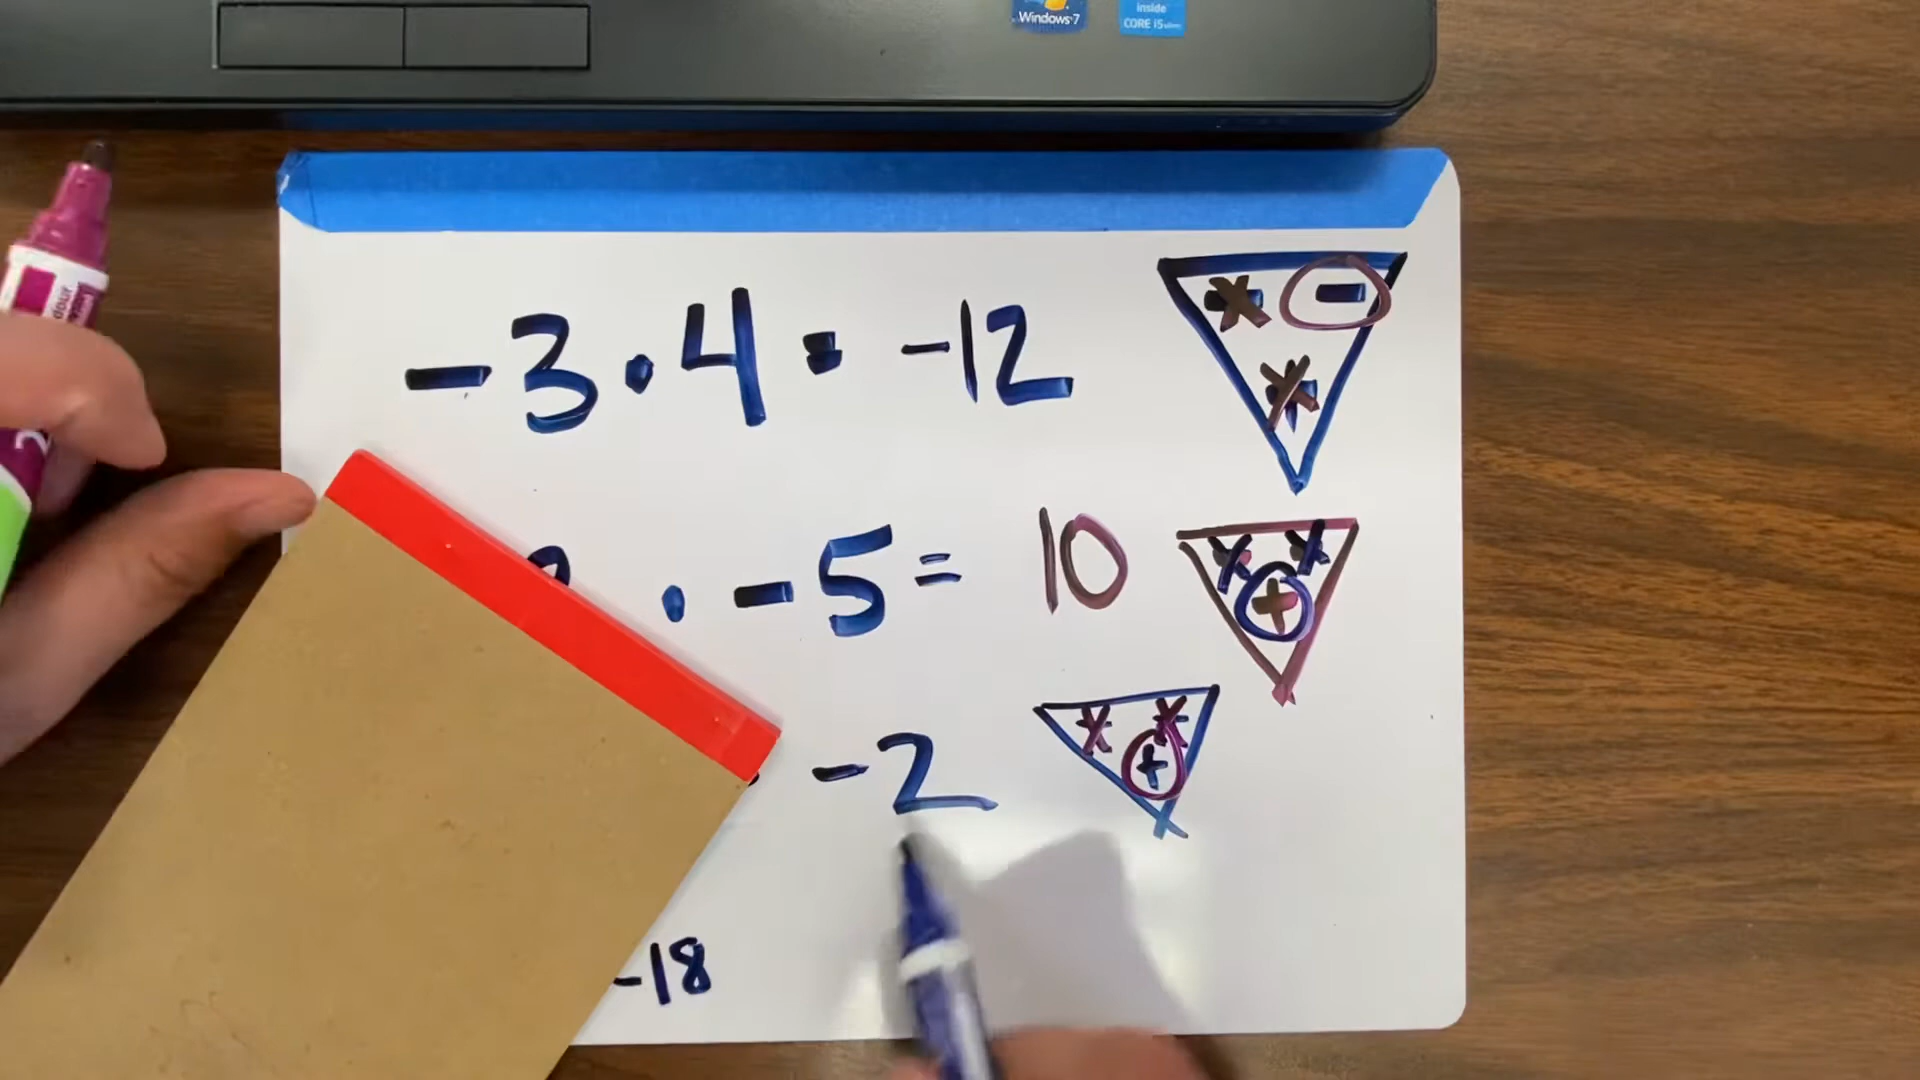 Windows 7
inside
CORE i5
-3 · 4 = -12
· -5 = 10
-2
-18